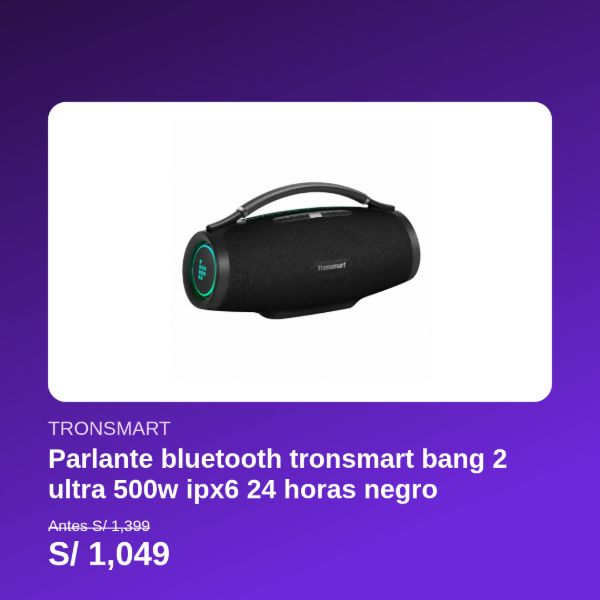 Tronsmart
TRONSMART
Parlante bluetooth tronsmart bang 2
ultra 500w ipx6 24 horas negro
Antes S/ 1,399
S/ 1,049